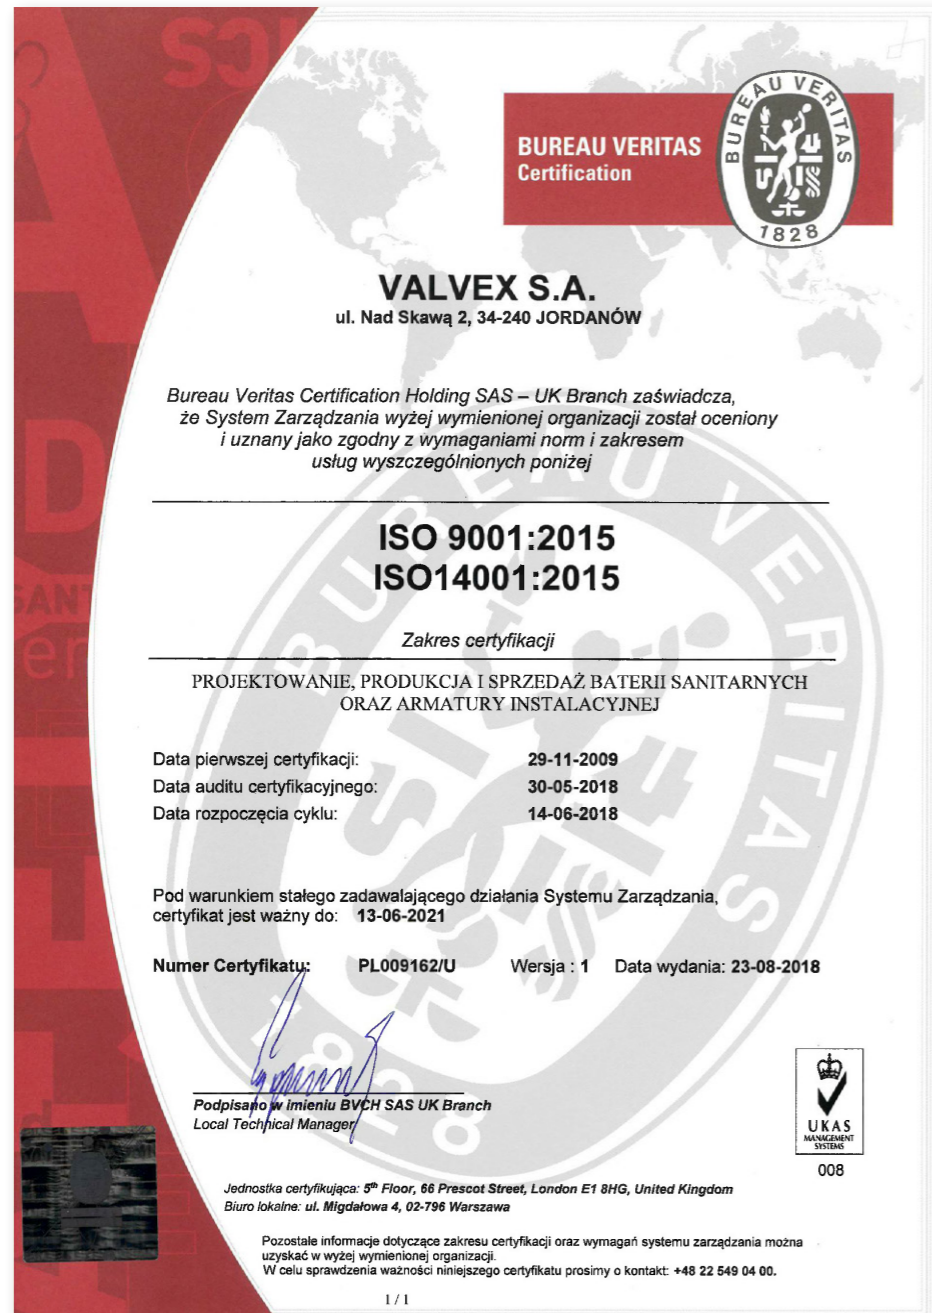 BUREAU VERITAS
Certification
BUREAU VERITAS
1828
VALVEX S.A.
ul. Nad Skawą 2, 34-240 JORDANÓW
Bureau Veritas Certification Holding SAS – UK Branch zaświadcza,
że System Zarządzania wyżej wymienionej organizacji został oceniony
i uznany jako zgodny z wymaganiami norm i zakresem
usług wyszczególnionych poniżej
ISO 9001:2015
ISO14001:2015
Zakres certyfikacji
PROJEKTOWANIE, PRODUKCJA I SPRZEDAŻ BATERII SANITARNYCH
ORAZ ARMATURY INSTALACYJNEJ
Data pierwszej certyfikacji: 29-11-2009
Data auditu certyfikacyjnego: 30-05-2018
Data rozpoczęcia cyklu: 14-06-2018
Pod warunkiem stałego zadawalającego działania Systemu Zarządzania,
certyfikat jest ważny do: 13-06-2021
Numer Certyfikatu: PL009162/U Wersja : 1 Data wydania: 23-08-2018
Podpisano w imieniu BVCH SAS UK Branch
Local Technical Manager
UKAS
MANAGEMENT
SYSTEMS
008
Jednostka certyfikująca: 5th Floor, 66 Prescot Street, London E1 8HG, United Kingdom
Biuro lokalne: ul. Migdałowa 4, 02-796 Warszawa
Pozostałe informacje dotyczące zakresu certyfikacji oraz wymagań systemu zarządzania można
uzyskać w wyżej wymienionej organizacji.
W celu sprawdzenia ważności niniejszego certyfikatu prosimy o kontakt: +48 22 549 04 00.
1 / 1
BUREAU VERITAS
1828